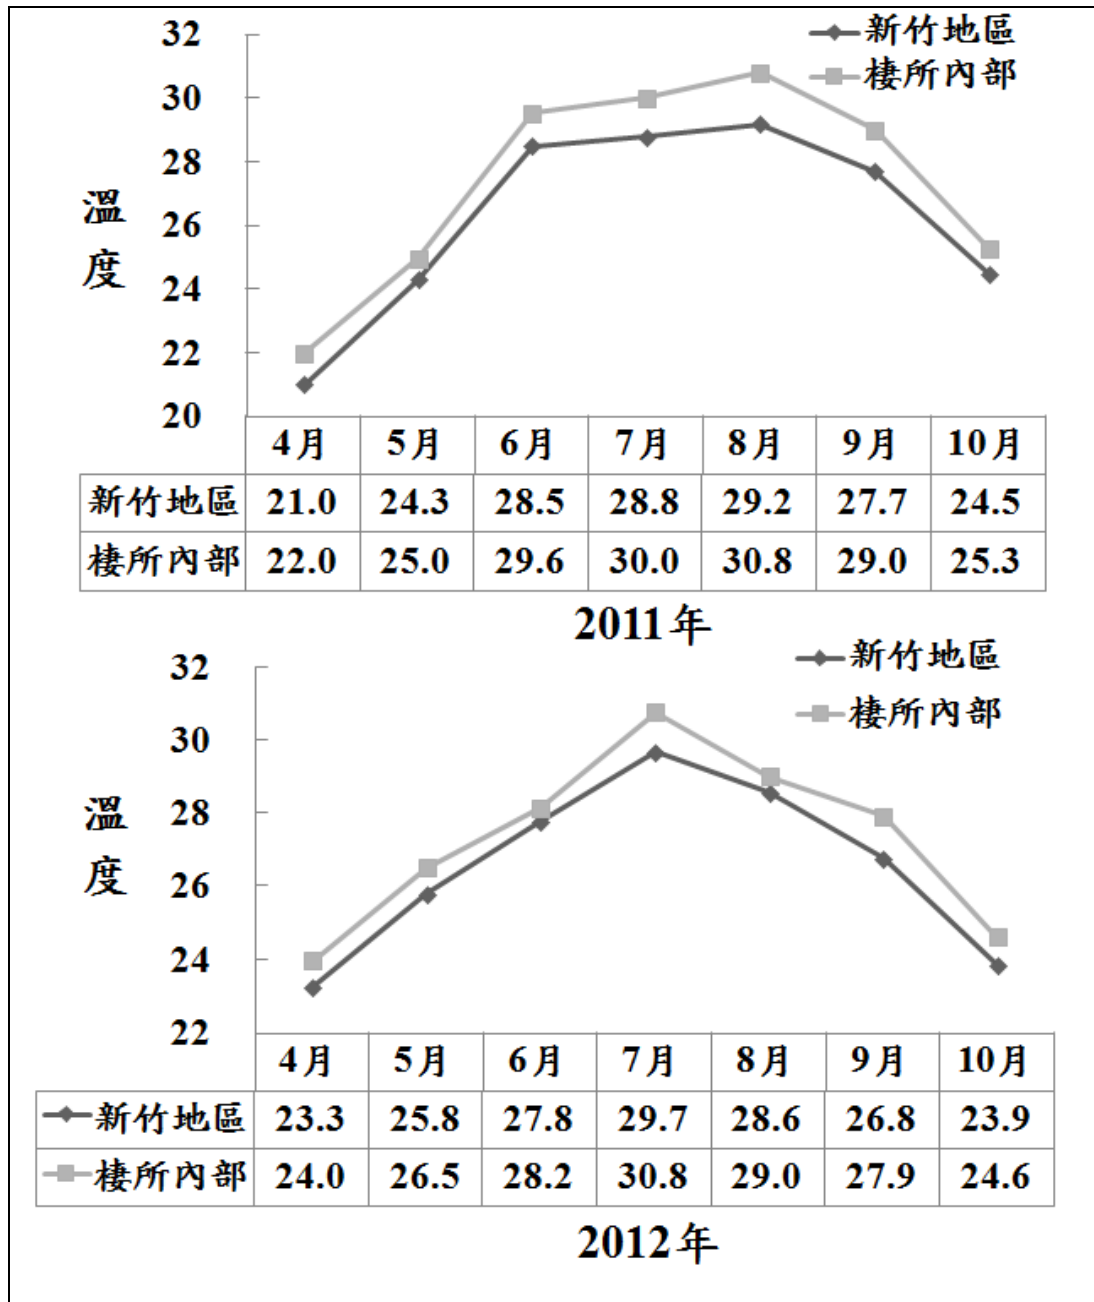 32
新竹地區
棲所內部
30
28
溫度
26
24
22
20
4月 5月 6月 7月 8月 9月 10月
新竹地區 21.0 24.3 28.5 28.8 29.2 27.7 24.5
棲所內部 22.0 25.0 29.6 30.0 30.8 29.0 25.3
2011年
32
新竹地區
棲所內部
30
28
溫度
26
24
22
4月 5月 6月 7月 8月 9月 10月
新竹地區 23.3 25.8 27.8 29.7 28.6 26.8 23.9
棲所內部 24.0 26.5 28.2 30.8 29.0 27.9 24.6
2012年